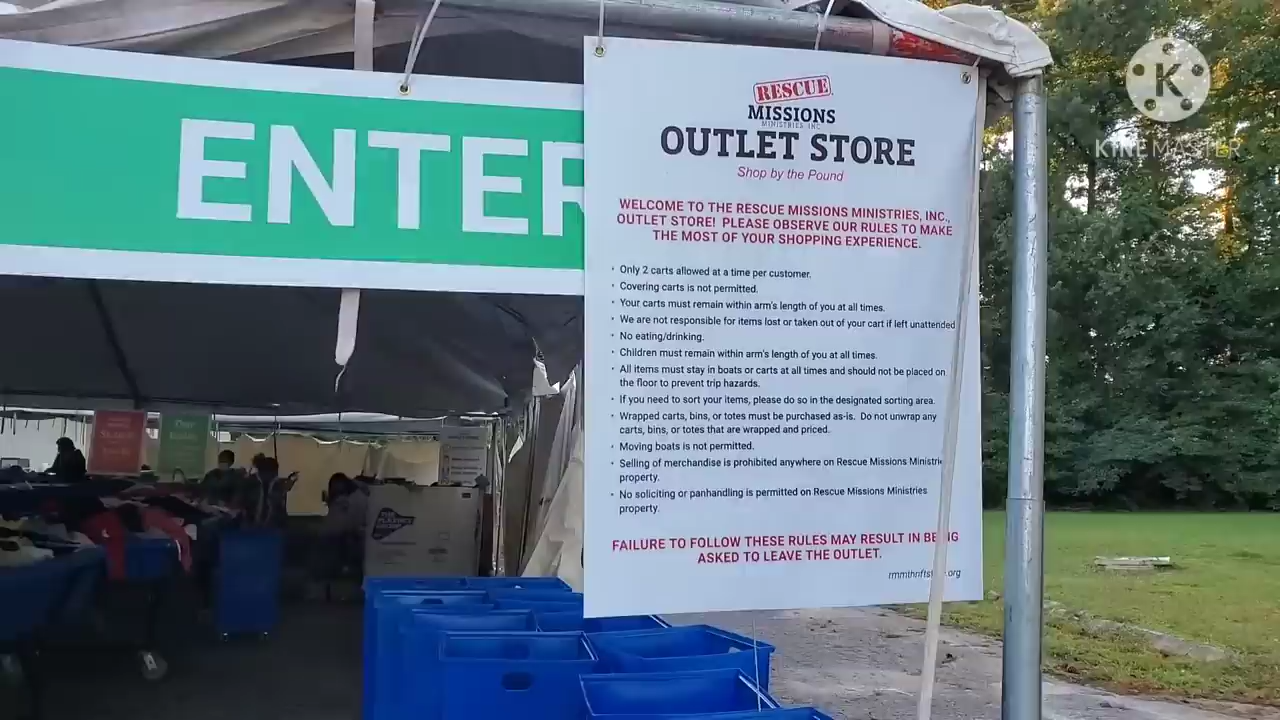 ENTER
RESCUE
MISSIONS
MINISTRIES, INC.
OUTLET STORE
Shop by the Pound
WELCOME TO THE RESCUE MISSIONS MINISTRIES, INC.,
OUTLET STORE! PLEASE OBSERVE OUR RULES TO MAKE
THE MOST OF YOUR SHOPPING EXPERIENCE.
• Only 2 carts allowed at a time per customer.
• Covering carts is not permitted.
• Your carts must remain within arm's length of you at all times.
• We are not responsible for items lost or taken out of your cart if left unattended
• No eating/drinking.
• Children must remain within arm's length of you at all times.
• All items must stay in boats or carts at all times and should not be placed on
the floor to prevent trip hazards.
• If you need to sort your items, please do so in the designated sorting area.
• Wrapped carts, bins, or totes must be purchased as-is. Do not unwrap any
carts, bins, or totes that are wrapped and priced.
• Moving boats is not permitted.
• Selling of merchandise is prohibited anywhere on Rescue Missions Ministrie
property.
• No soliciting or panhandling is permitted on Rescue Missions Ministries
property.
FAILURE TO FOLLOW THESE RULES MAY RESULT IN BEING
ASKED TO LEAVE THE OUTLET.
K
KINEMASTER